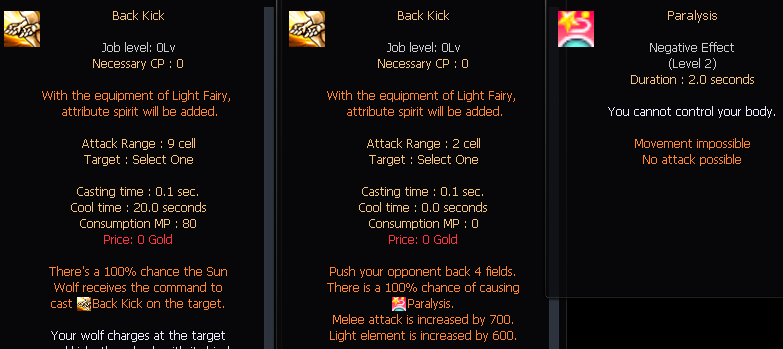 Back Kick
Job level: 0Lv
Necessary CP : 0
With the equipment of Light Fairy,
attribute spirit will be added.
Attack Range : 9 cell
Target : Select One
Casting time : 0.1 sec.
Cool time : 20.0 seconds
Consumption MP : 80
Price: 0 Gold
There's a 100% chance the Sun
Wolf receives the command to
cast Back Kick on the target.
Your wolf charges at the target
Back Kick
Job level: 0Lv
Necessary CP : 0
With the equipment of Light Fairy,
attribute spirit will be added.
Attack Range : 2 cell
Target : Select One
Casting time : 0.1 sec.
Cool time : 0.0 seconds
Consumption MP : 0
Price: 0 Gold
Push your opponent back 4 fields.
There is a 100% chance of causing
Paralysis.
Melee attack is increased by 700.
Light element is increased by 600.
Paralysis
Negative Effect
(Level 2)
Duration : 2.0 seconds
You cannot control your body.
Movement impossible
No attack possible